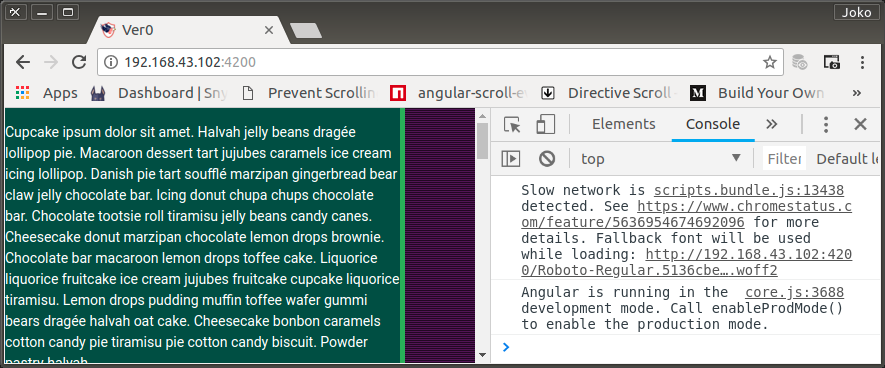 Joko
Ver0
192.168.43.102:4200
Apps Dashboard | Sny Prevent Scrollin angular-scroll-ev Directive Scroll Build Your Own »
Elements Console »
top Filter Default le
Cupcake ipsum dolor sit amet. Halvah jelly beans dragée
lollipop pie. Macaroon dessert tart jujubes caramels ice cream
icing lollipop. Danish pie tart soufflé marzipan gingerbread bear
claw jelly chocolate bar. Icing donut chupa chups chocolate
bar. Chocolate tootsie roll tiramisu jelly beans candy canes.
Cheesecake donut marzipan chocolate lemon drops brownie.
Chocolate bar macaroon lemon drops toffee cake. Liquorice
liquorice fruitcake ice cream jujubes fruitcake cupcake liquorice
tiramisu. Lemon drops pudding muffin toffee wafer gummi
bears dragée halvah oat cake. Cheesecake bonbon caramels
cotton candy pie tiramisu pie cotton candy biscuit. Powder
pastry halvah
Slow network is scripts.bundle.js:13438
detected. See https://www.chromestatus.c
om/feature/5636954674692096 for more
details. Fallback font will be used
while loading: http://192.168.43.102:420
0/Roboto-Regular.5136cbe….woff2
Angular is running in the core.js:3688
development mode. Call enableProdMode()
to enable the production mode.